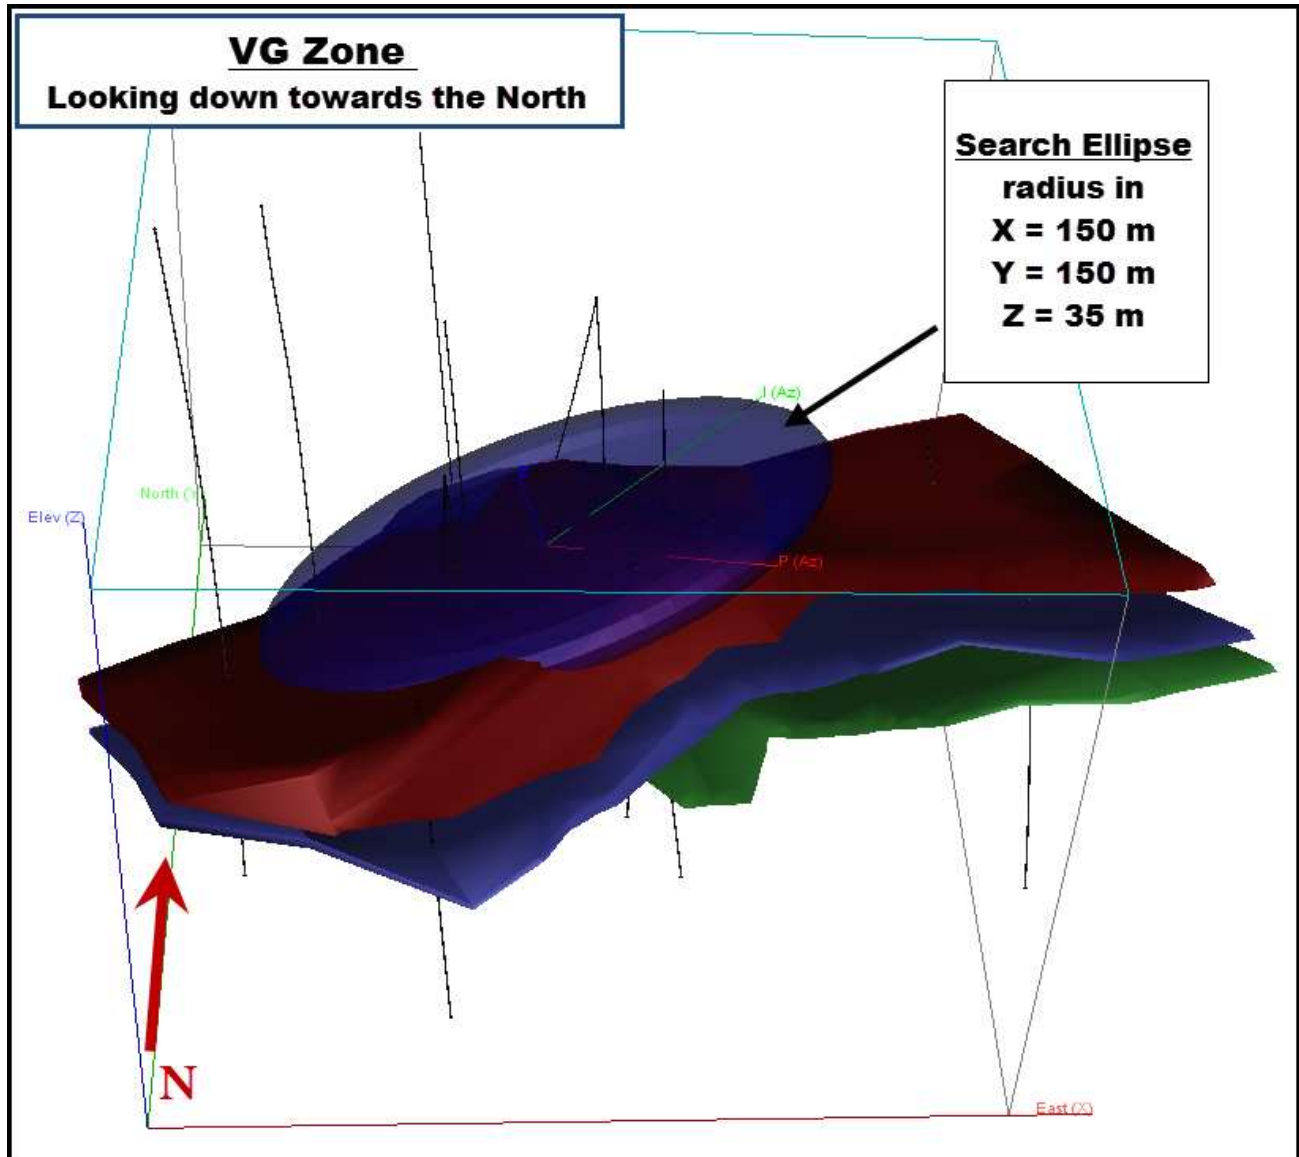 VG Zone
Looking down towards the North
Search Ellipse
radius in
X = 150 m
Y = 150 m
Z = 35 m
J (Az)
North (Y)
Elev (Z)
P (Az)
N
East (X)